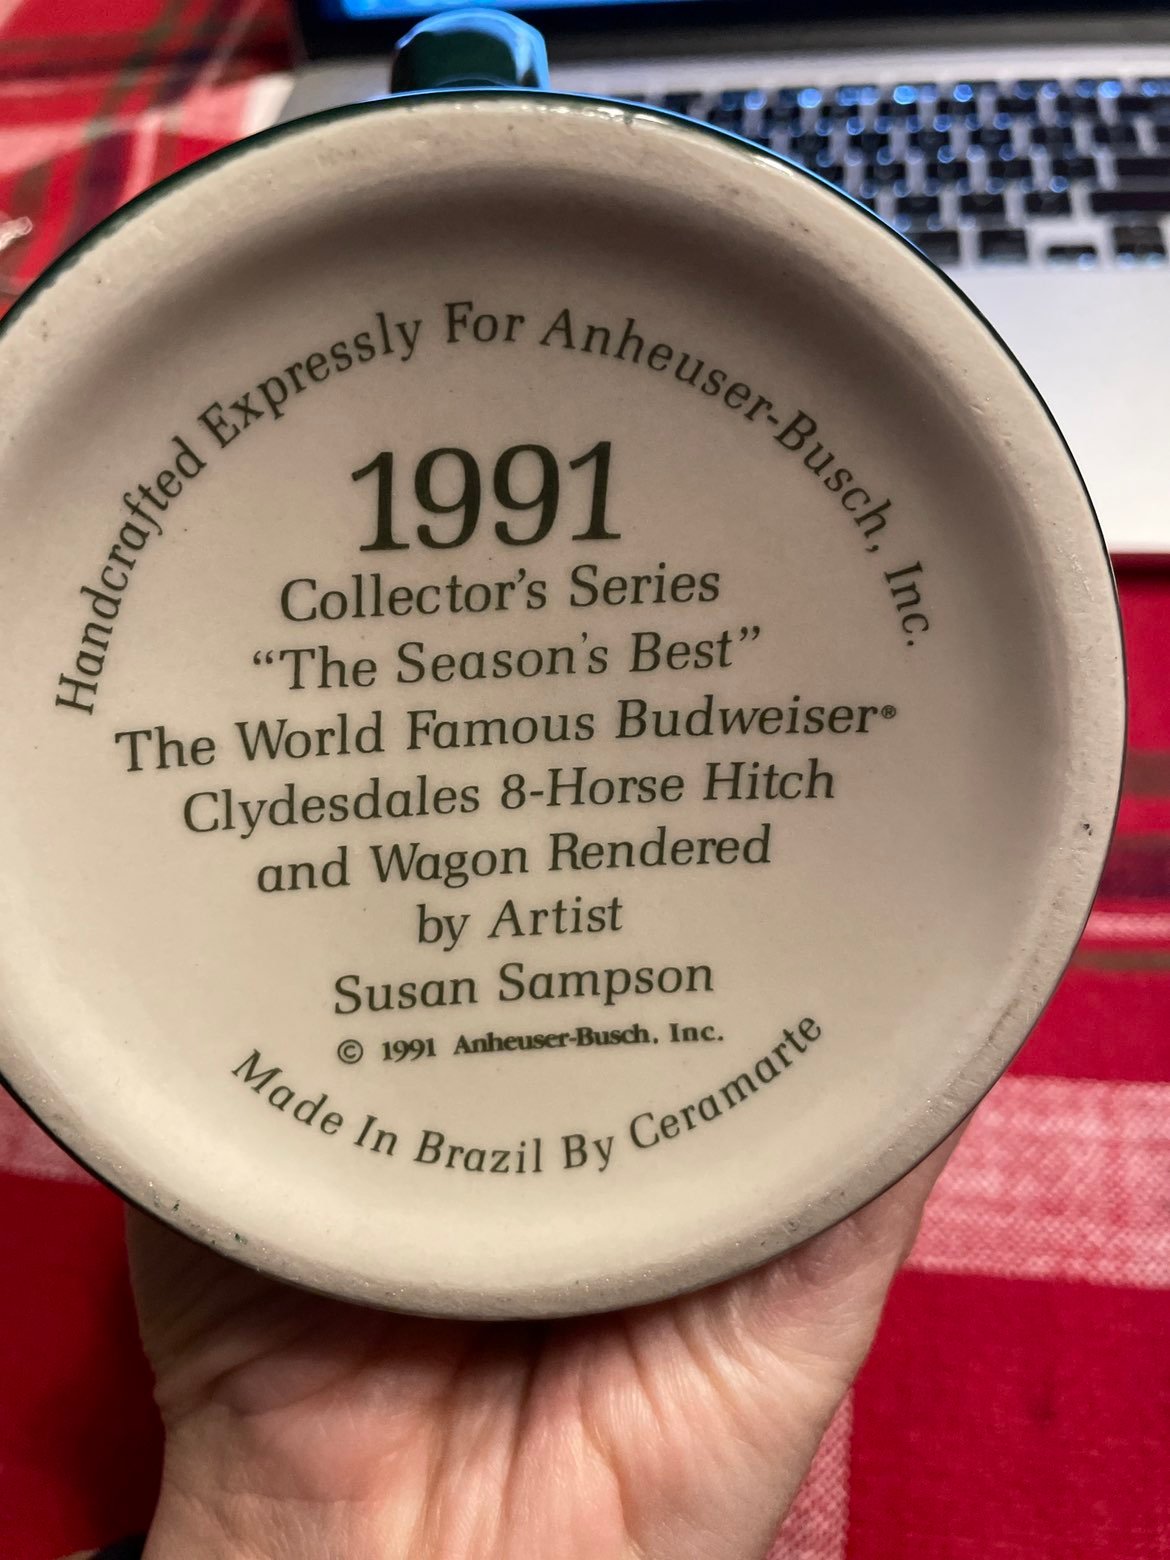 Handcrafted Expressly For Anheuser-Busch, Inc.
1991
Collector's Series
“The Season's Best”
The World Famous Budweiser®
Clydesdales 8-Horse Hitch
and Wagon Rendered
by Artist
Susan Sampson
© 1991 Anheuser-Busch, Inc.
Made In Brazil By Ceramarte